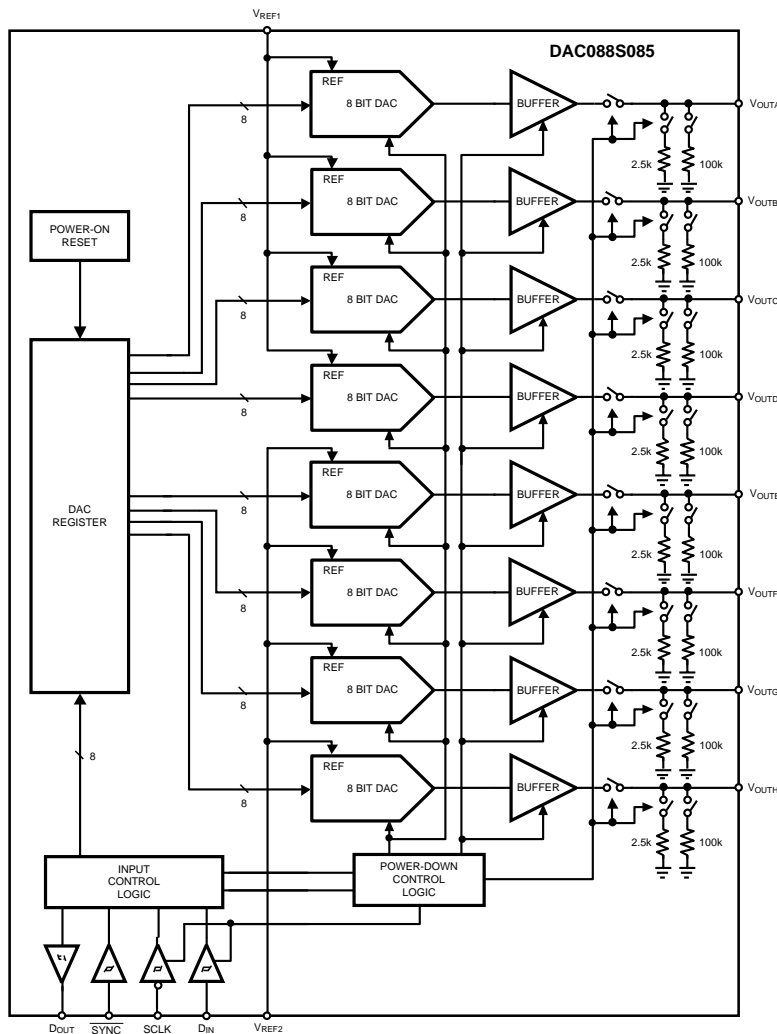 VREF1
DAC088S085
REF
8 BIT DAC
BUFFER
8
2.5k
100k
VOUTA
REF
8 BIT DAC
BUFFER
8
2.5k
100k
VOUTB
POWER-ON
RESET
REF
8 BIT DAC
BUFFER
8
2.5k
100k
VOUTC
REF
8 BIT DAC
BUFFER
8
2.5k
100k
VOUTD
DAC
REGISTER
REF
8 BIT DAC
BUFFER
8
2.5k
100k
VOUTE
REF
8 BIT DAC
BUFFER
8
2.5k
100k
VOUTF
REF
8 BIT DAC
BUFFER
8
2.5k
100k
VOUTG
8
REF
8 BIT DAC
BUFFER
8
2.5k
100k
VOUTH
INPUT
CONTROL
LOGIC
POWER-DOWN
CONTROL
LOGIC
DOUT
SYNC
SCLK
DIN
VREF2